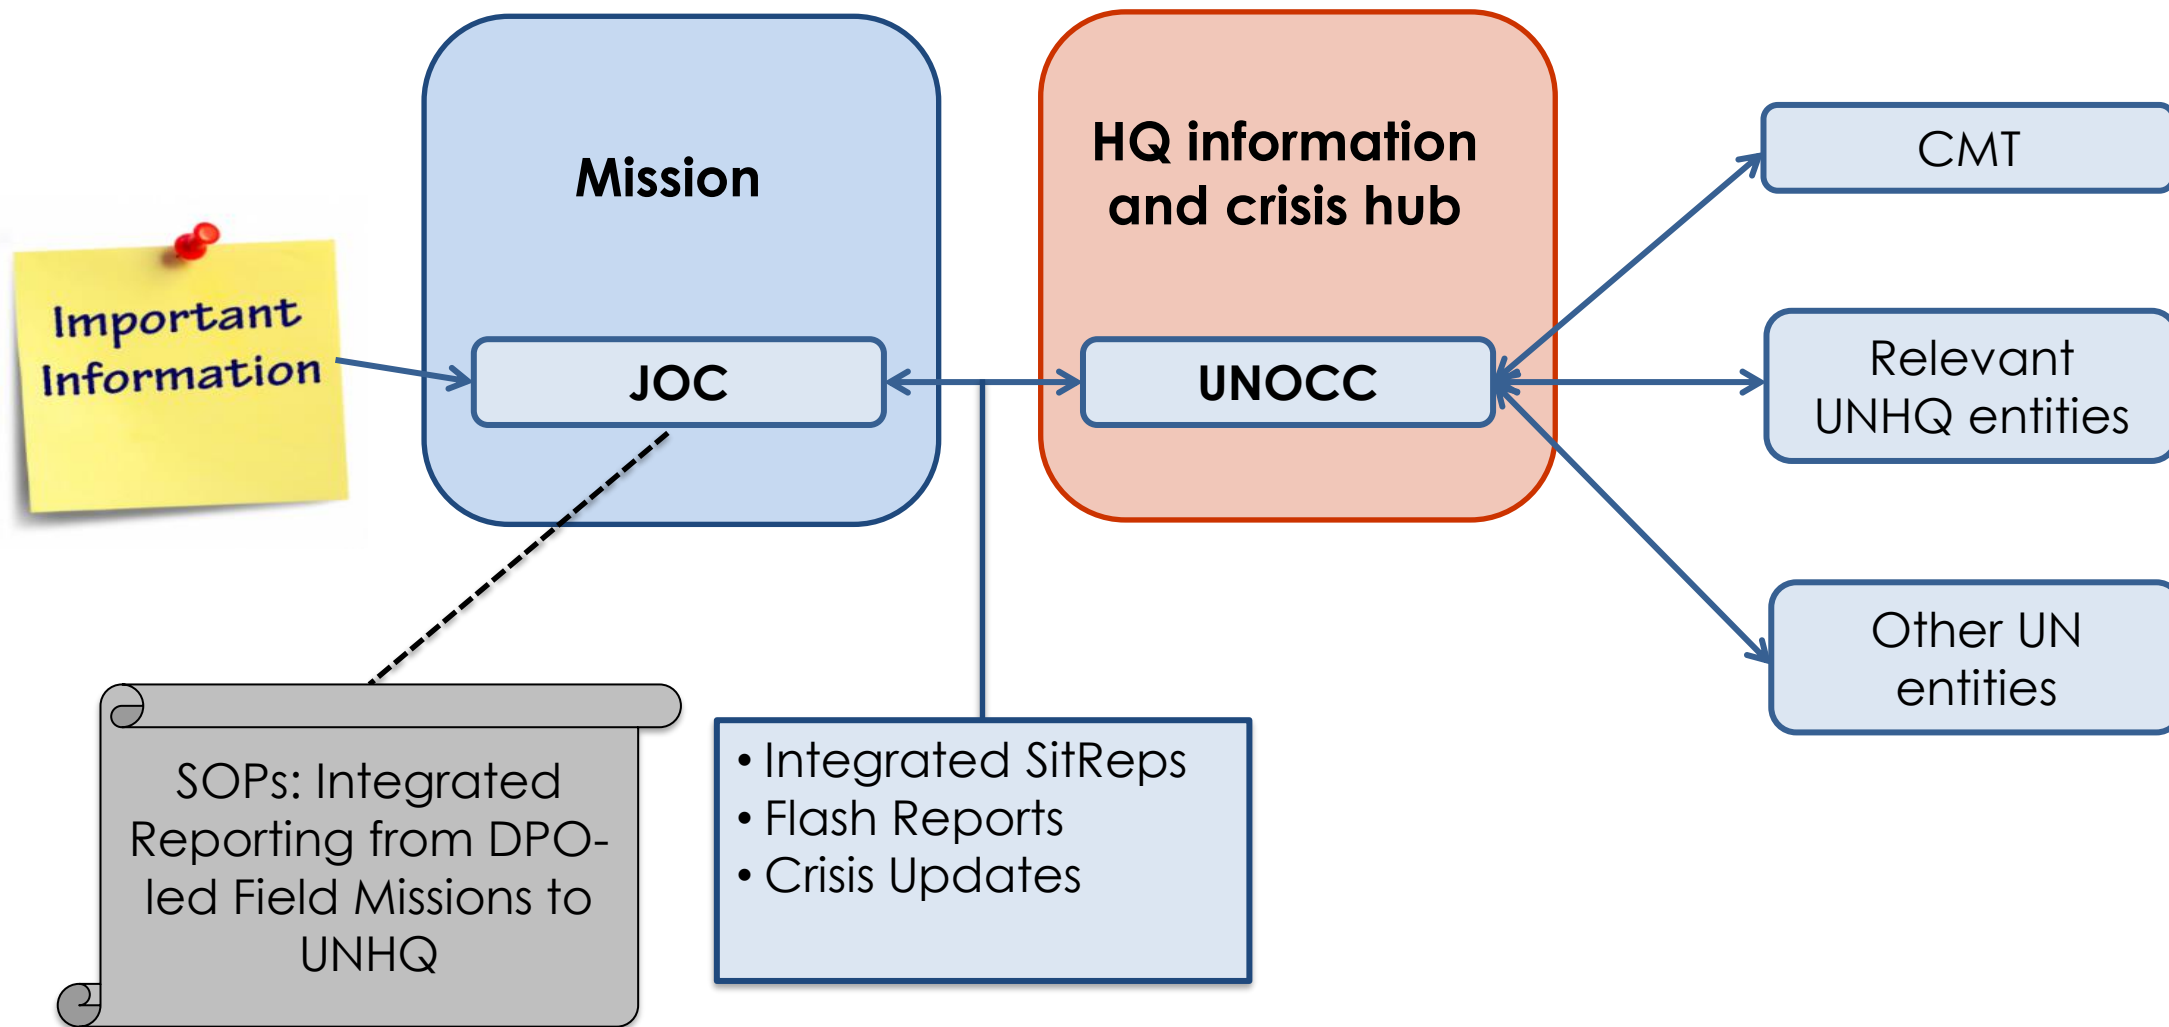 Important
Information
Mission
JOC
HQ information
and crisis hub
UNOCC
CMT
Relevant
UNHQ entities
Other UN
entities
SOPs: Integrated
Reporting from DPO-
led Field Missions to
UNHQ
• Integrated SitReps
• Flash Reports
• Crisis Updates